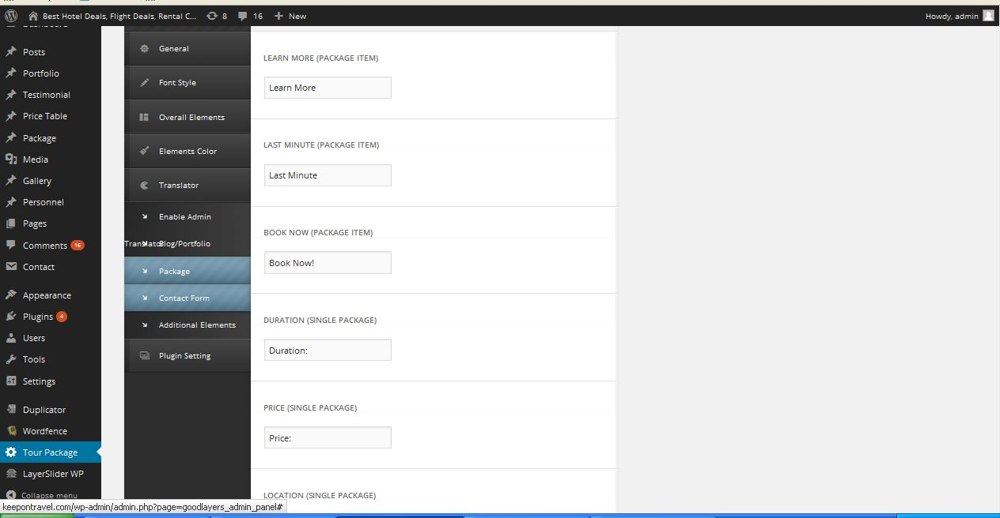 Best Hotel Deals, Flight Deals, Rental C... 8 16 New Howdy, admin
Dashboard
Posts
Portfolio
Testimonial
Price Table
Package
Media
Gallery
Personnel
Pages
Comments 16
Contact
Appearance
Plugins 4
Users
Tools
Settings
Duplicator
Wordfence
Tour Package
LayerSlider WP
Collapse menu
General
Font Style
Overall Elements
Elements Color
Translator
Enable Admin
Translator
Blog/Portfolio
Package
Contact Form
Additional Elements
Plugin Setting
LEARN MORE (PACKAGE ITEM)
Learn More
LAST MINUTE (PACKAGE ITEM)
Last Minute
BOOK NOW (PACKAGE ITEM)
Book Now!
DURATION (SINGLE PACKAGE)
Duration:
PRICE (SINGLE PACKAGE)
Price:
LOCATION (SINGLE PACKAGE)
keepontravel.com/wp-admin/admin.php?page=goodlayers_admin_panel#